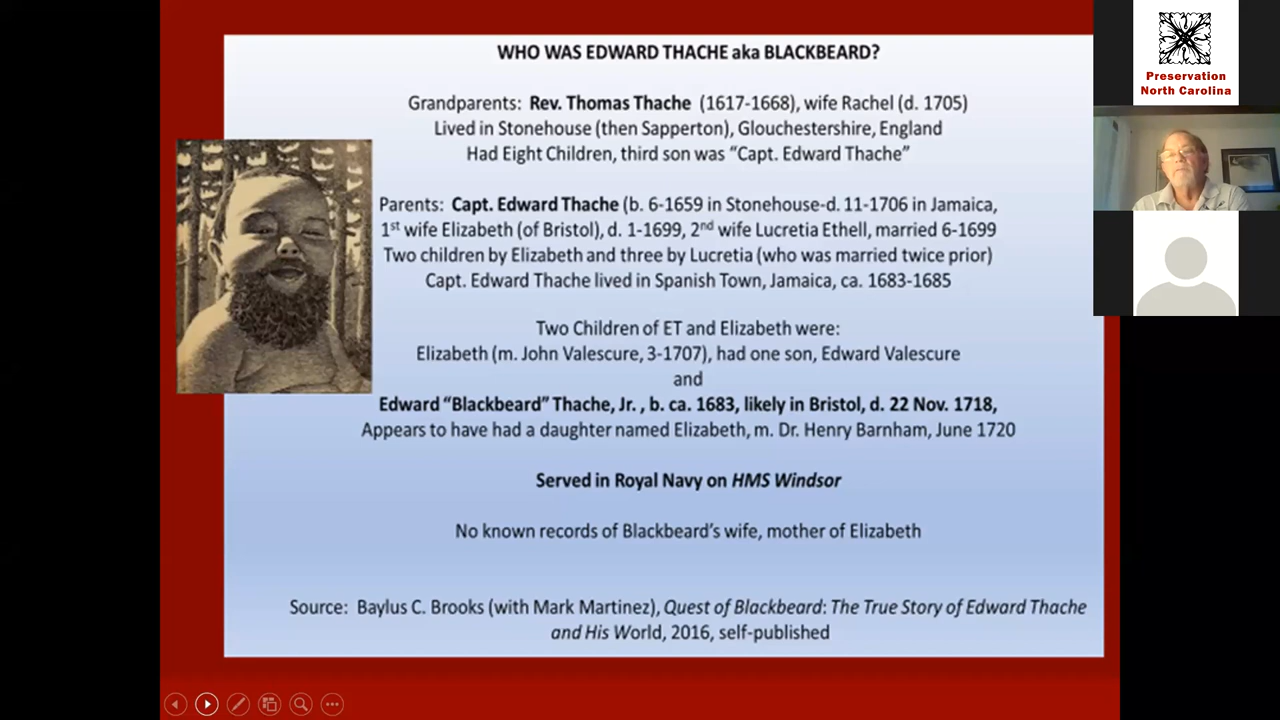 WHO WAS EDWARD THACHE aka BLACKBEARD?
Grandparents: Rev. Thomas Thache (1617-1668), wife Rachel (d. 1705)
Lived in Stonehouse (then Sapperton), Glouchestershire, England
Had Eight Children, third son was “Capt. Edward Thache”
Parents: Capt. Edward Thache (b. 6-1659 in Stonehouse-d. 11-1706 in Jamaica,
1st wife Elizabeth (of Bristol), d. 1-1699, 2nd wife Lucretia Ethell, married 6-1699
Two children by Elizabeth and three by Lucretia (who was married twice prior)
Capt. Edward Thache lived in Spanish Town, Jamaica, ca. 1683-1685
Two Children of ET and Elizabeth were:
Elizabeth (m. John Valescure, 3-1707), had one son, Edward Valescure
and
Edward “Blackbeard” Thache, Jr. , b. ca. 1683, likely in Bristol, d. 22 Nov. 1718,
Appears to have had a daughter named Elizabeth, m. Dr. Henry Barnham, June 1720
Served in Royal Navy on HMS Windsor
No known records of Blackbeard’s wife, mother of Elizabeth
Source: Baylus C. Brooks (with Mark Martinez), Quest of Blackbeard: The True Story of Edward Thache
and His World, 2016, self-published
Preservation
North Carolina